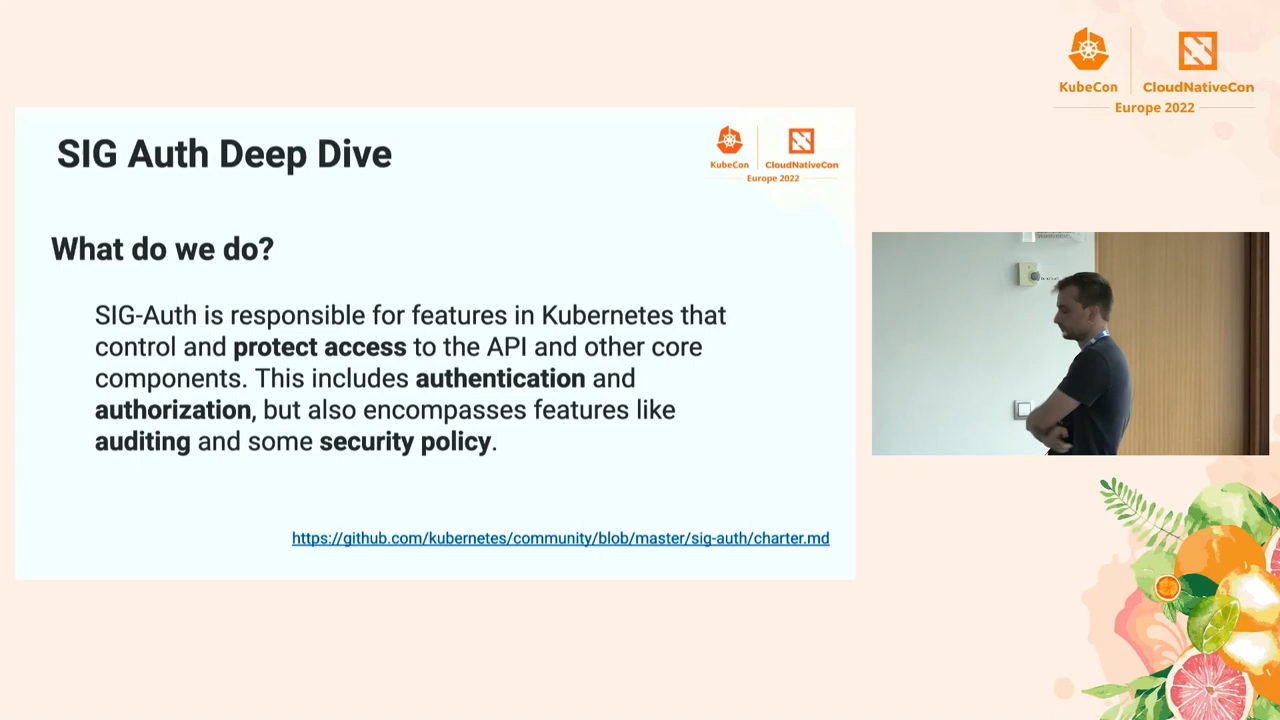 KubeCon
CloudNativeCon
Europe 2022
SIG Auth Deep Dive
KubeCon
CloudNativeCon
Europe 2022
What do we do?
SIG-Auth is responsible for features in Kubernetes that
control and protect access to the API and other core
components. This includes authentication and
authorization, but also encompasses features like
auditing and some security policy.
https://github.com/kubernetes/community/blob/master/sig-auth/charter.md